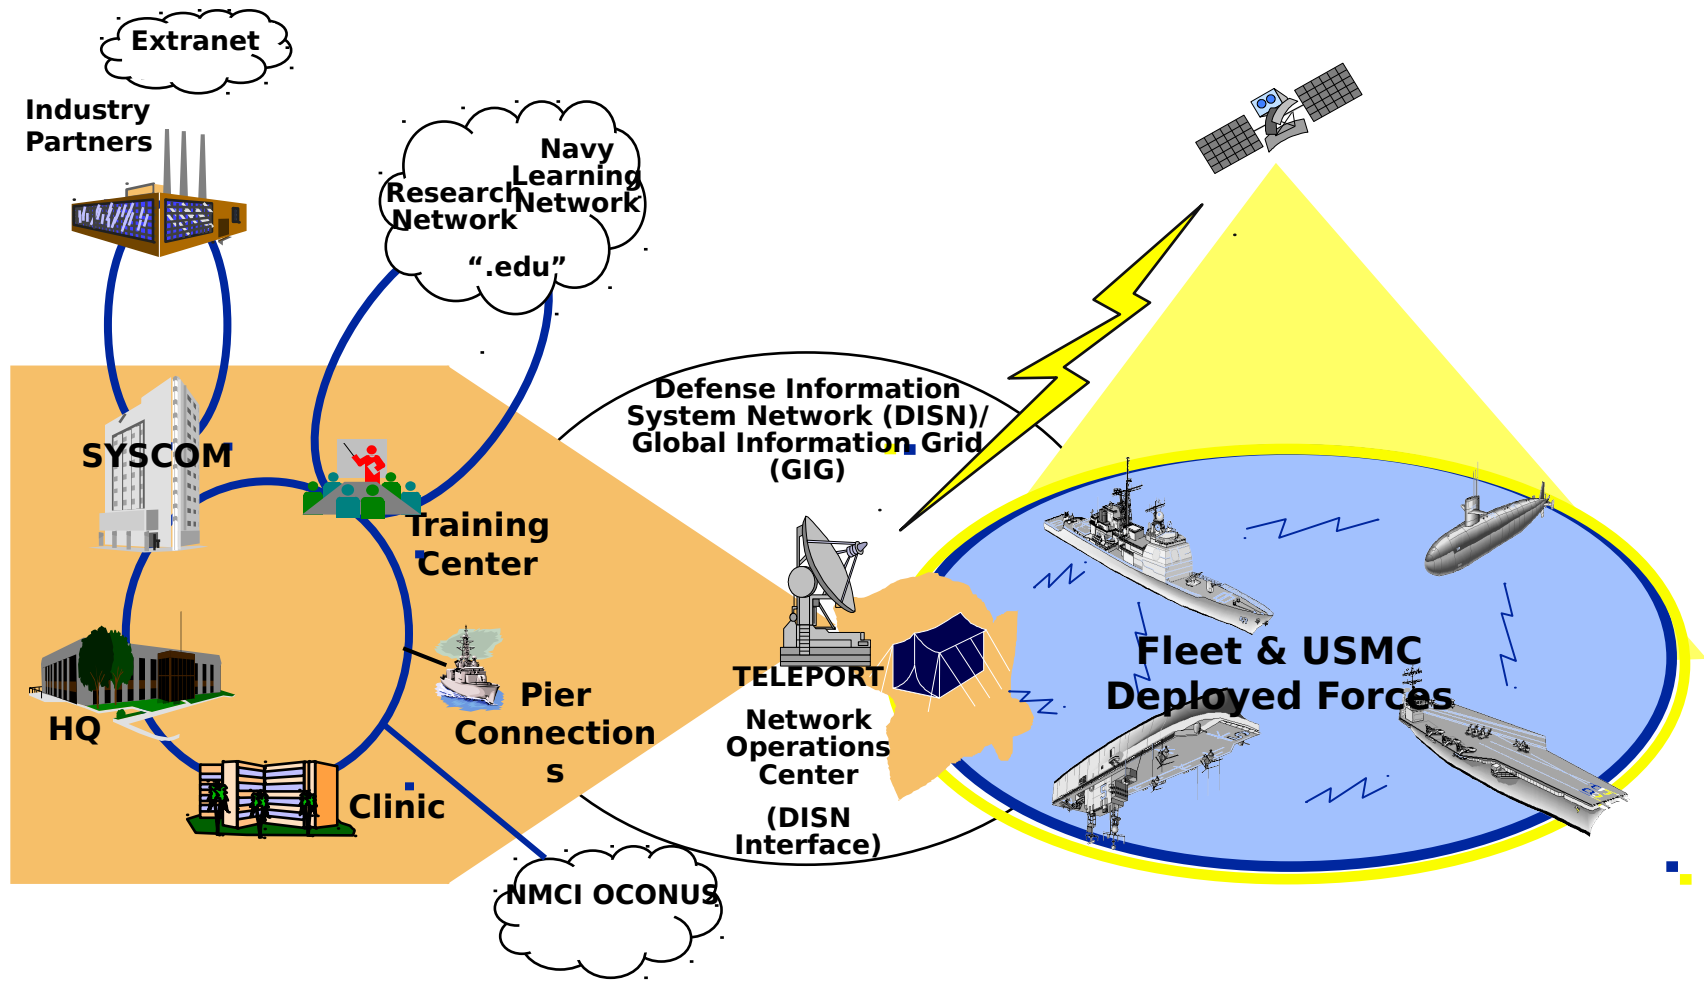 Extranet
Industry
Partners
Research
Network
Navy
Learning
Network
“.edu”
Defense Information
System Network (DISN)/
Global Information Grid
(GIG)
SYSCOM
Training
Center
HQ
Pier
Connection
s
Clinic
TELEPORT
Network
Operations
Center
(DISN
Interface)
Fleet & USMC
Deployed Forces
NMCI OCONUS